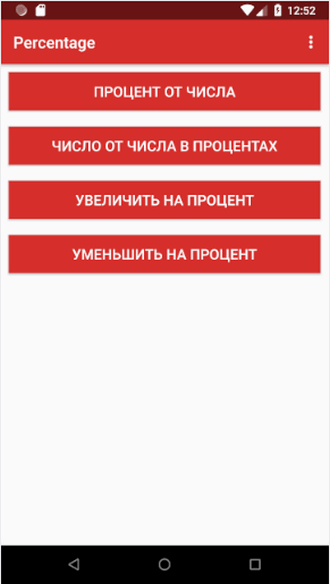 12:52
Percentage
ПРОЦЕНТ ОТ ЧИСЛА
ЧИСЛО ОТ ЧИСЛА В ПРОЦЕНТАХ
УВЕЛИЧИТЬ НА ПРОЦЕНТ
УМЕНЬШИТЬ НА ПРОЦЕНТ